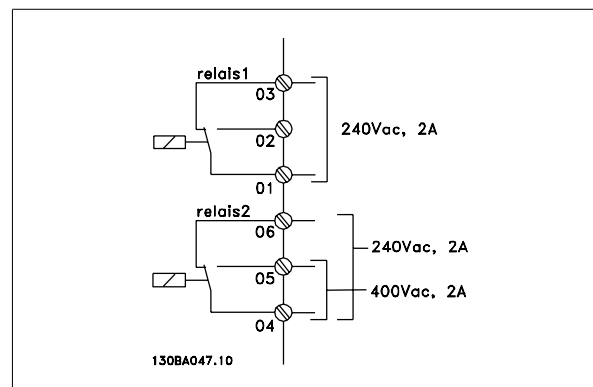 relais1
03
02
240Vac, 2A
01
relais2
06
240Vac, 2A
05
400Vac, 2A
04
130BA047.10